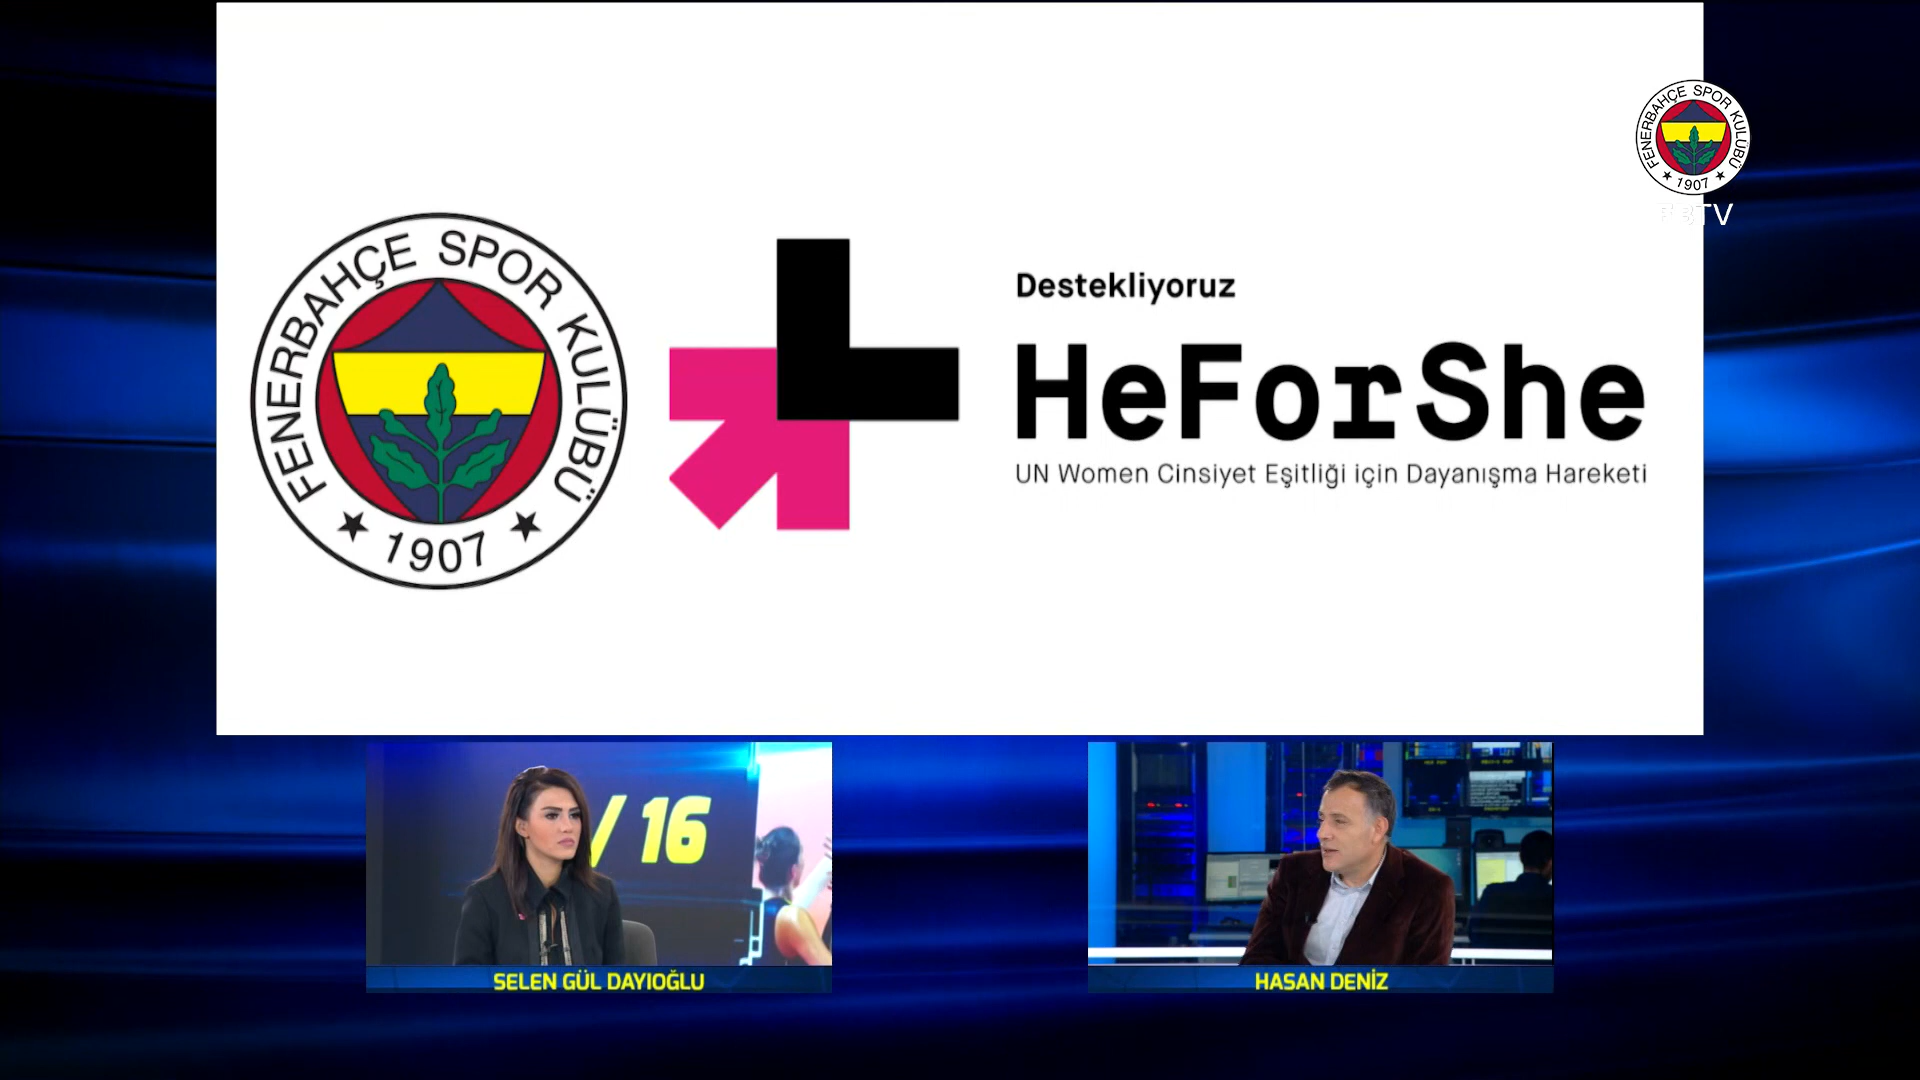 FENERBAHÇE SPOR KULÜBÜ
1907
FBTV
FENERBAHÇE SPOR KULÜBÜ
1907
Destekliyoruz
HeForShe
UN Women Cinsiyet Eşitliği için Dayanışma Hareketi
/ 16
SELEN GÜL DAYIOĞLU
HASAN DENİZ